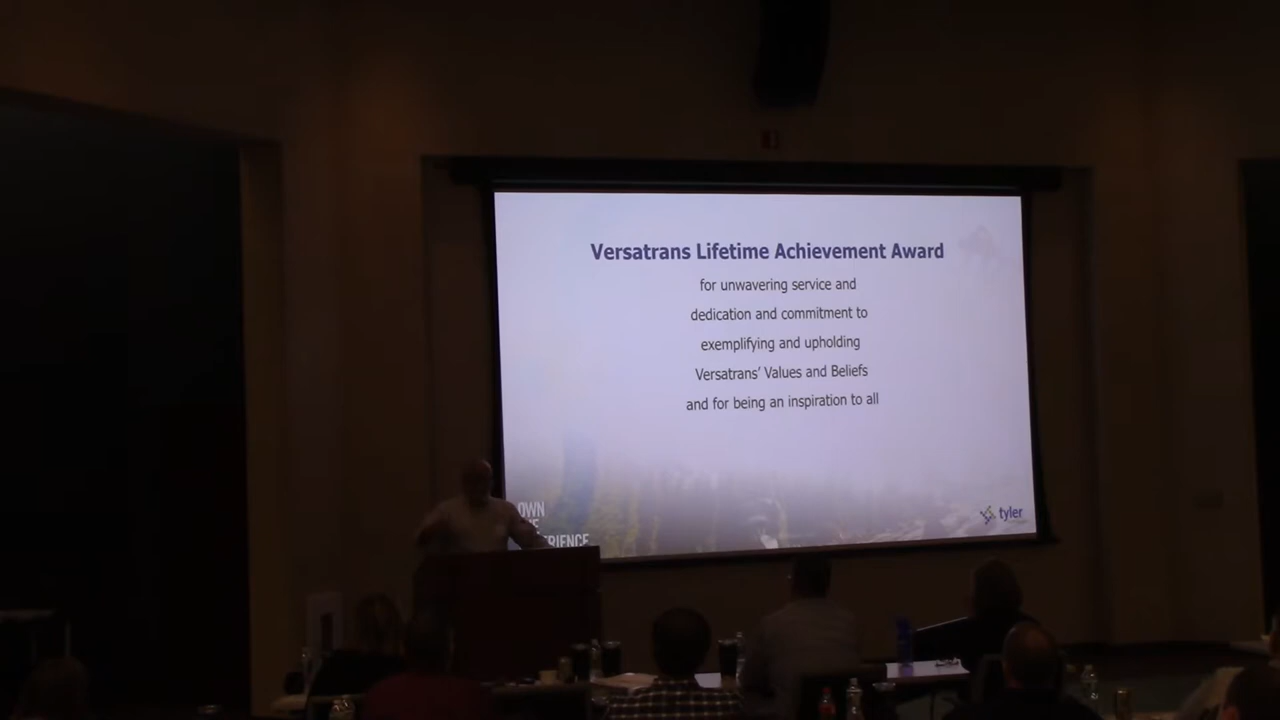 Versatrans Lifetime Achievement Award
for unwavering service and
dedication and commitment to
exemplifying and upholding
Versatrans' Values and Beliefs
and for being an inspiration to all
OWN
tyler